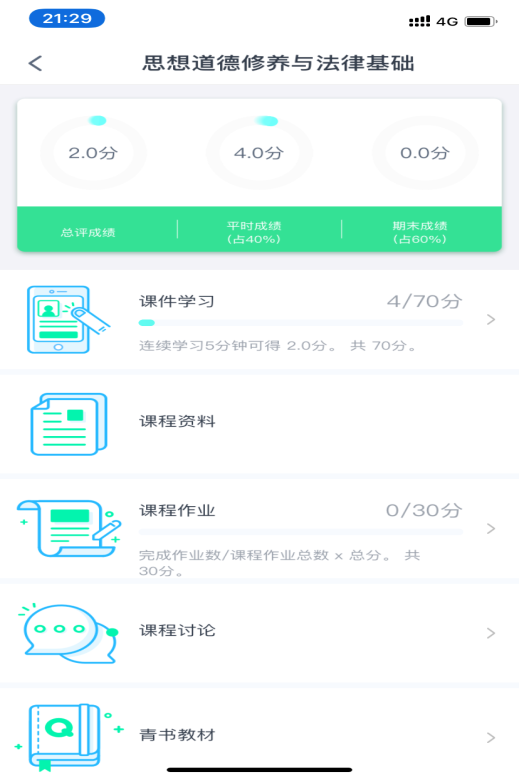 21:29
4G
思想道德修养与法律基础
2.0分
4.0分
0.0分
总评成绩
平时成绩
(占40%)
期末成绩
(占60%)
课件学习
4/70分
连续学习5分钟可得 2.0分。 共 70分。
课程资料
课程作业
0/30分
完成作业数/课程作业总数 × 总分。 共
30分。
课程讨论
青书教材